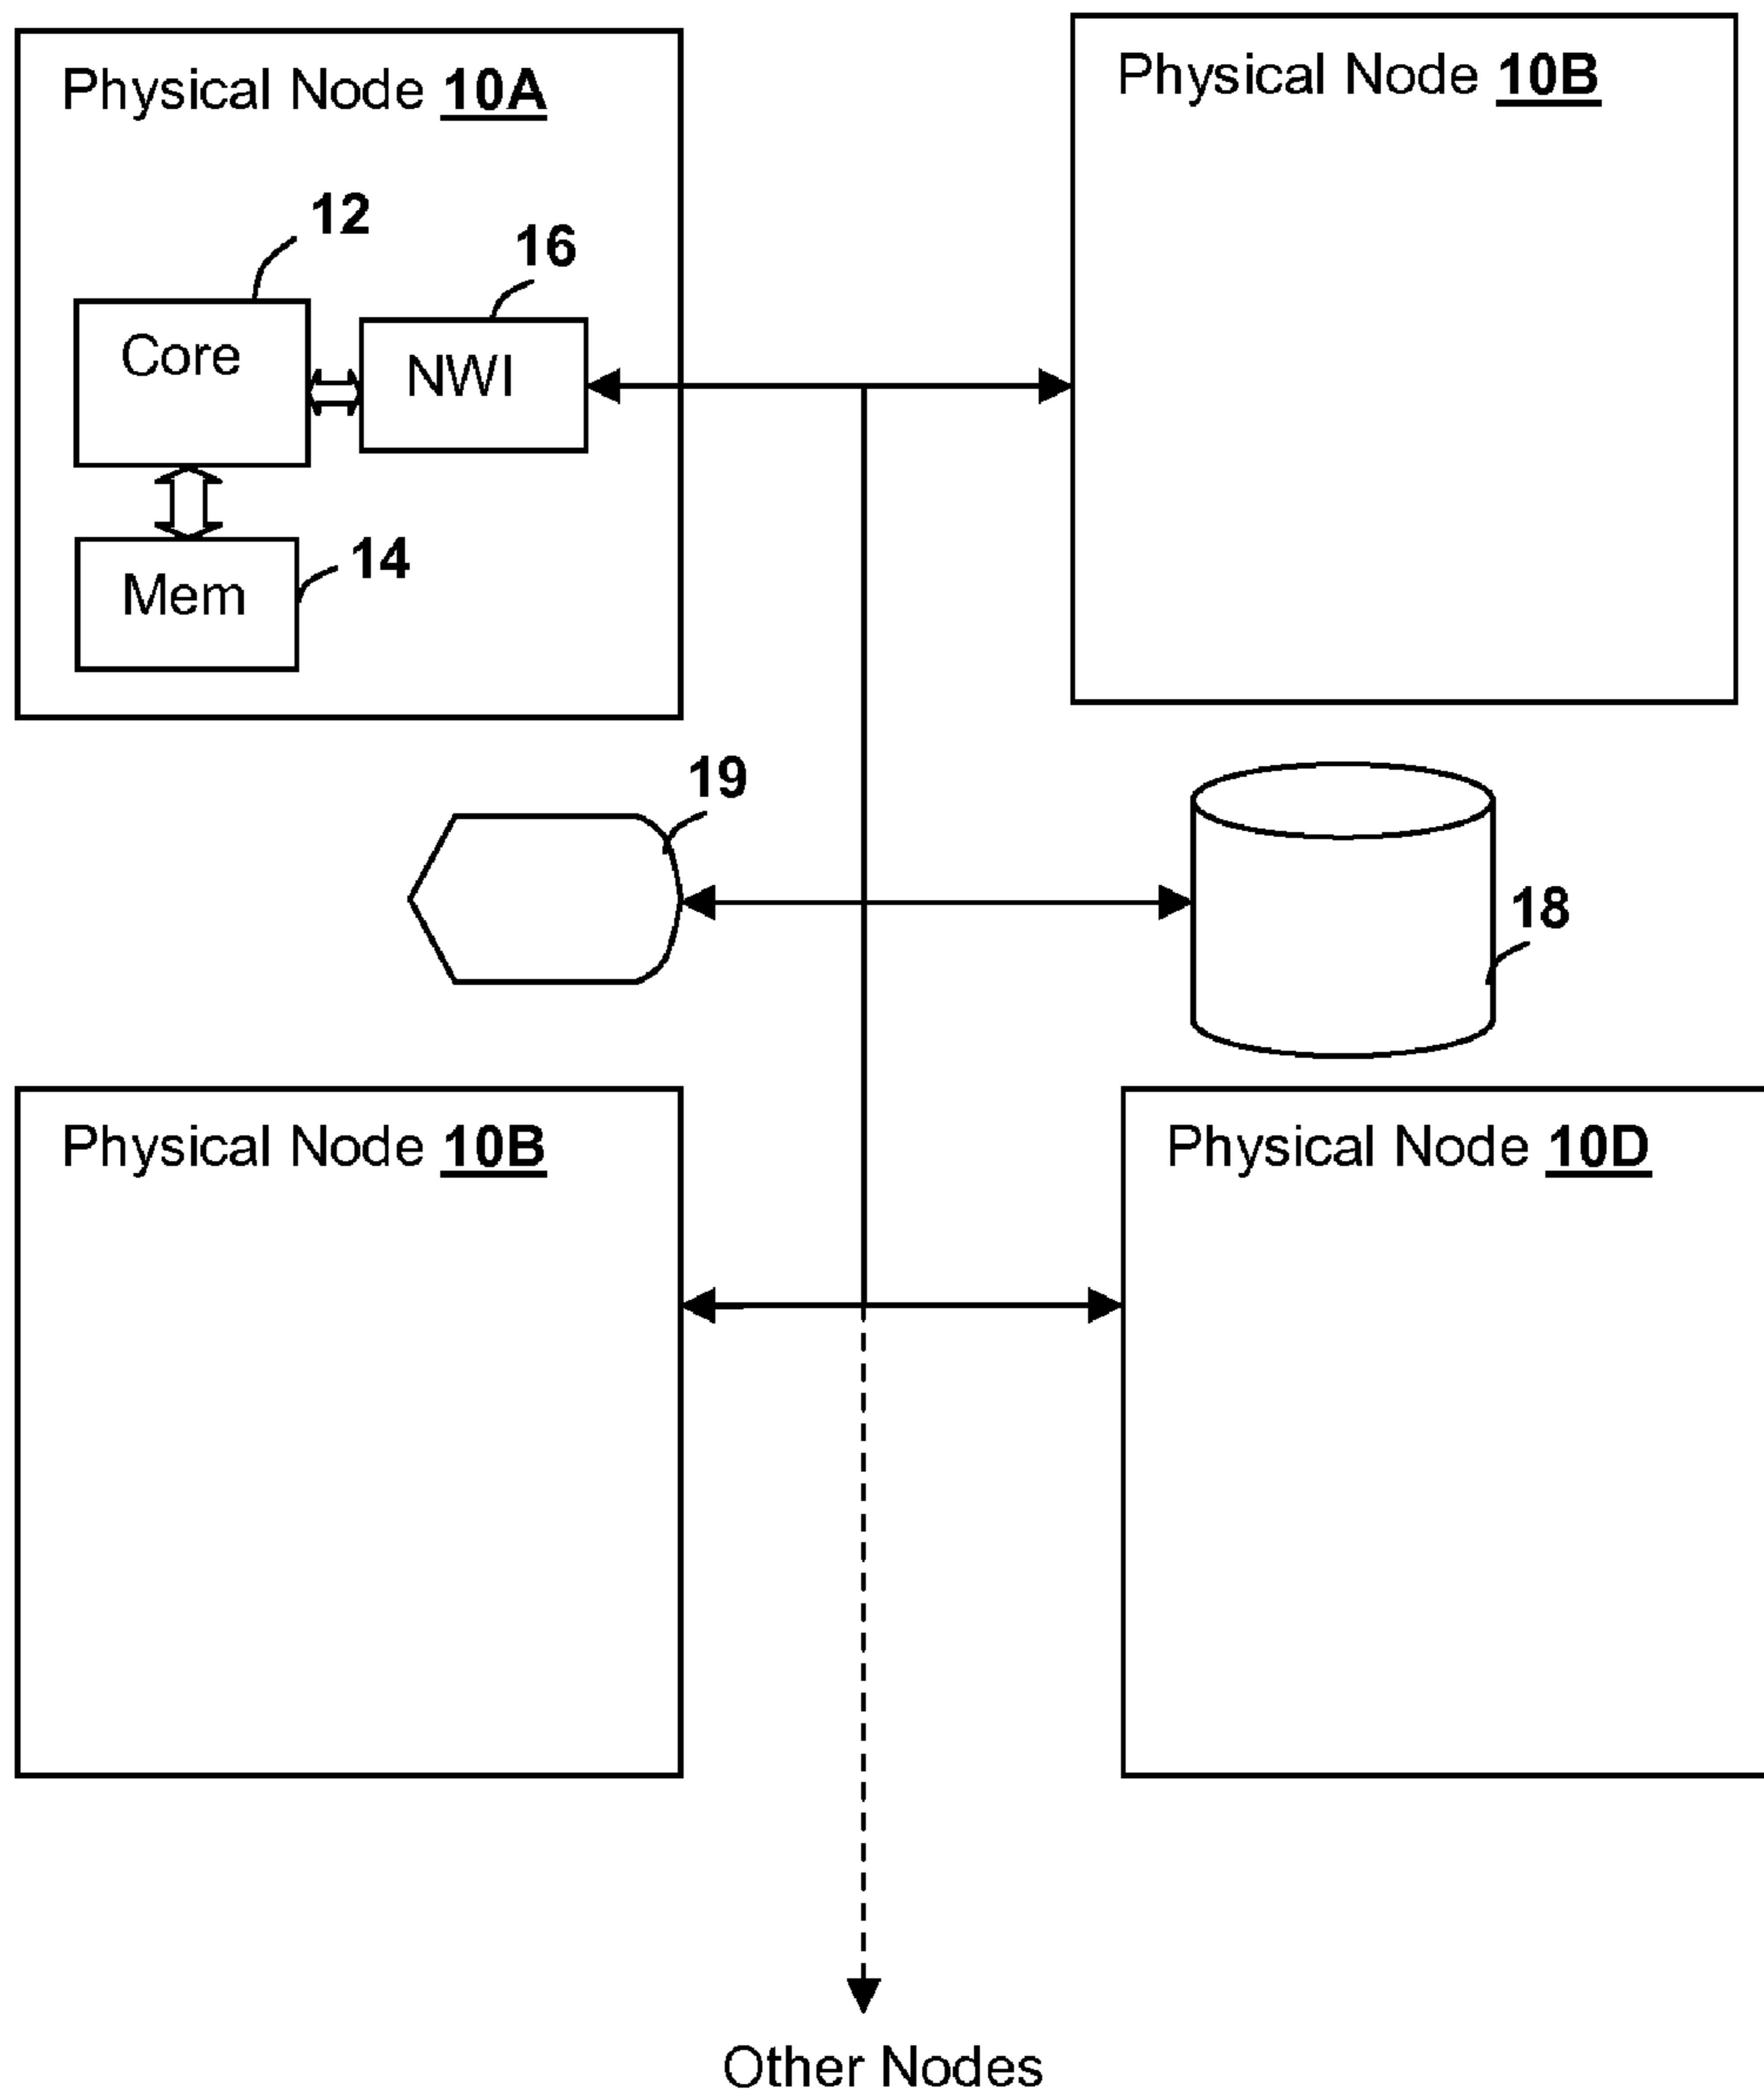 Physical Node 10A
Physical Node 10B
12
16
Core
NWI
14
Mem
19
18
Physical Node 10B
Physical Node 10D
Other Nodes